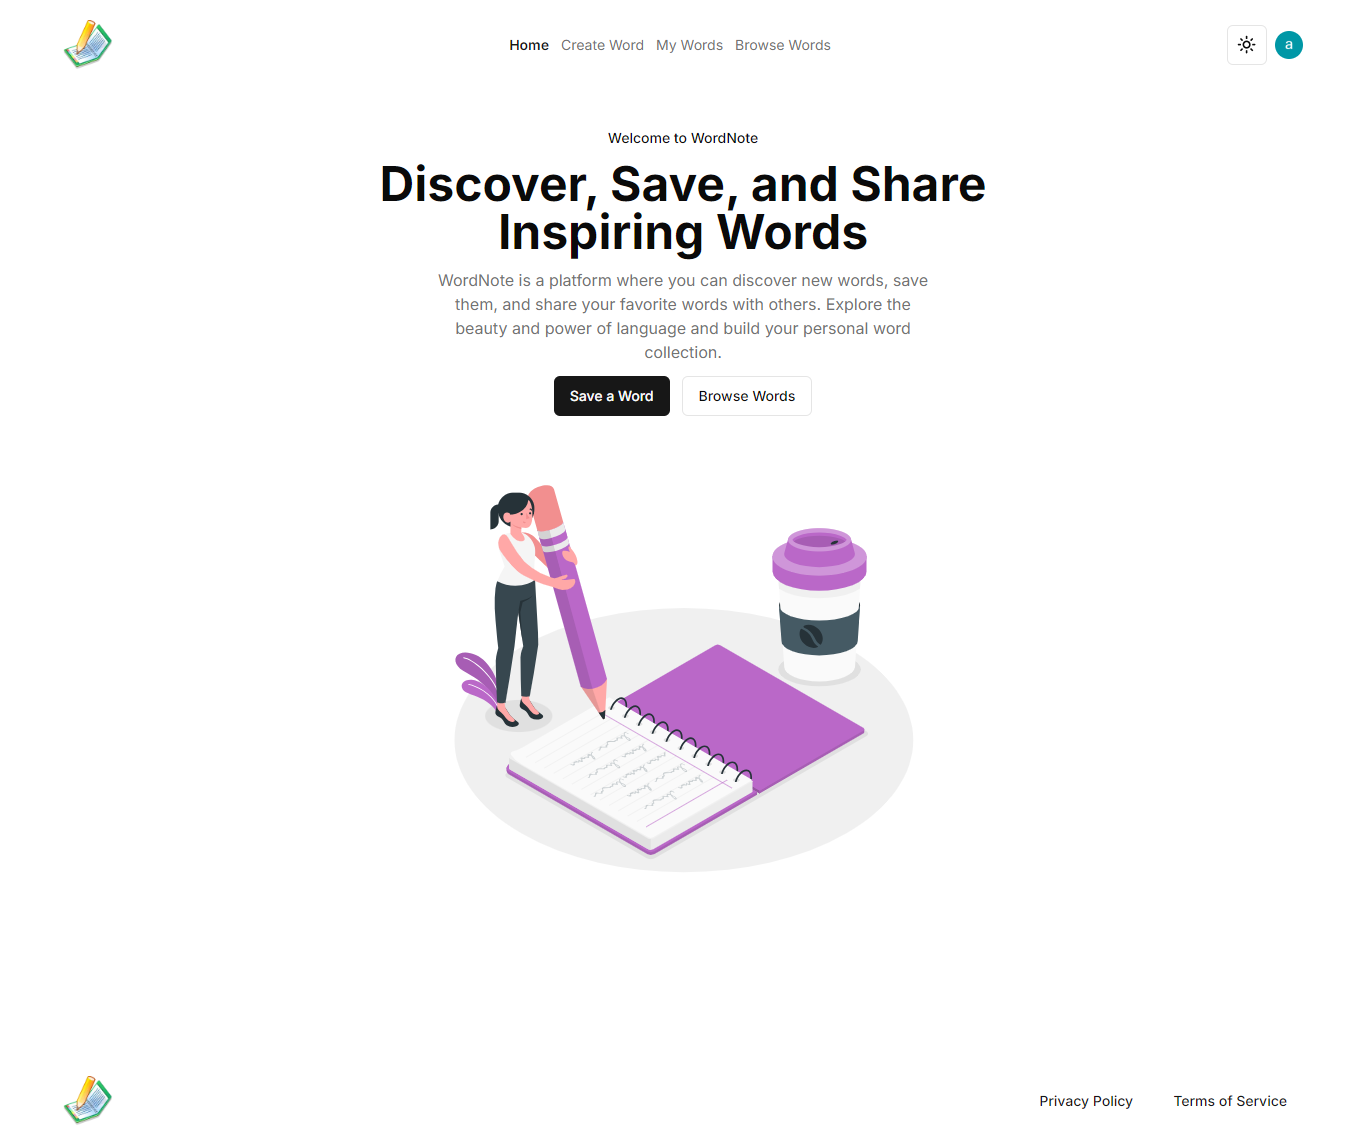 Home Create Word My Words Browse Words
a
Welcome to WordNote
Discover, Save, and Share
Inspiring Words
WordNote is a platform where you can discover new words, save
them, and share your favorite words with others. Explore the
beauty and power of language and build your personal word
collection.
Save a Word Browse Words
Privacy Policy Terms of Service